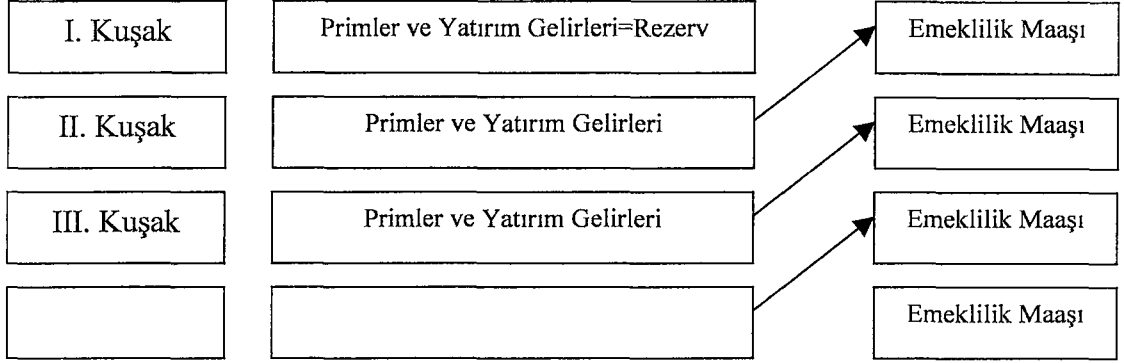 I. Kuşak
Primler ve Yatırım Gelirleri=Rezerv
Emeklilik Maaşı
II. Kuşak
Primler ve Yatırım Gelirleri
Emeklilik Maaşı
III. Kuşak
Primler ve Yatırım Gelirleri
Emeklilik Maaşı
Emeklilik Maaşı